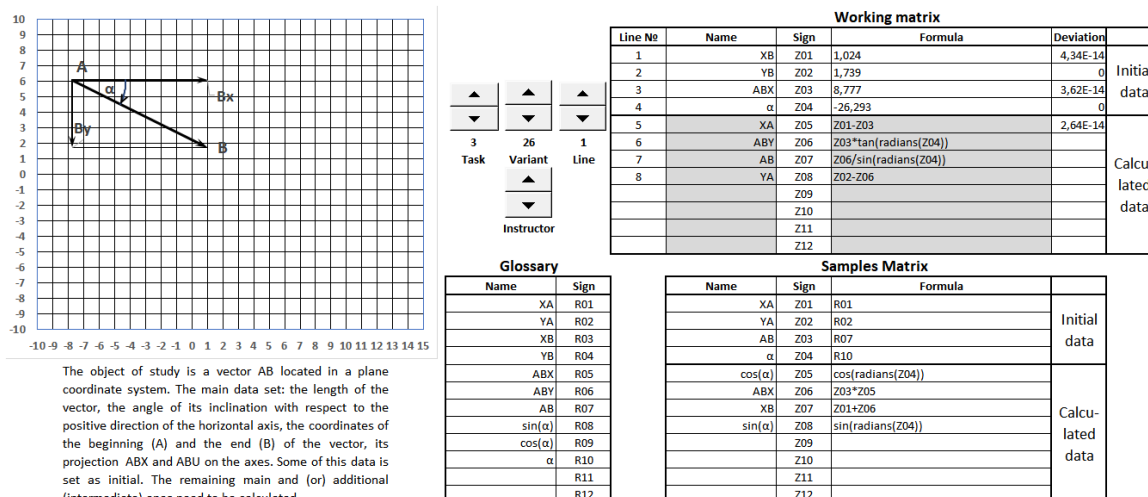 10
9
8
7
6
5
4
3
2
1
0
-1
-2
-3
-4
-5
-6
-7
-8
-9
-10
-10 -9 -8 -7 -6 -5 -4 -3 -2 -1 0 1 2 3 4 5 6 7 8 9 10 11 12 13 14 15
A
α
Bx
By
B
The object of study is a vector AB located in a plane
coordinate system. The main data set: the length of the
vector, the angle of its inclination with respect to the
positive direction of the horizontal axis, the coordinates of
the beginning (A) and the end (B) of the vector, its
projection ABX and ABU on the axes. Some of this data is
set as initial. The remaining main and (or) additional
(intermediate) ones need to be calculated
3 26 1
Task Variant Line
Instructor
Working matrix
Line № Name Sign Formula Deviation
1 XB Z01 1,024 4,34E-14
2 YB Z02 1,739 0
3 ABX Z03 8,777 3,62E-14
4 α Z04 -26,293 0
Initia
data
5 XA Z05 Z01-Z03 2,64E-14
6 ABY Z06 Z03*tan(radians(Z04))
7 AB Z07 Z06/sin(radians(Z04))
8 YA Z08 Z02-Z06
Z09
Z10
Z11
Z12
Calcu
lated
data
Glossary
Name Sign
XA R01
YA R02
XB R03
YB R04
ABX R05
ABY R06
AB R07
sin(α) R08
cos(α) R09
α R10
R11
R12
Samples Matrix
Name Sign Formula
XA Z01 R01
YA Z02 R02
AB Z03 R07
α Z04 R10
Initial
data
cos(α) Z05 cos(radians(Z04))
ABX Z06 Z03*Z05
XB Z07 Z01+Z06
sin(α) Z08 sin(radians(Z04))
Z09
Z10
Z11
Z12
Calcu-
lated
data